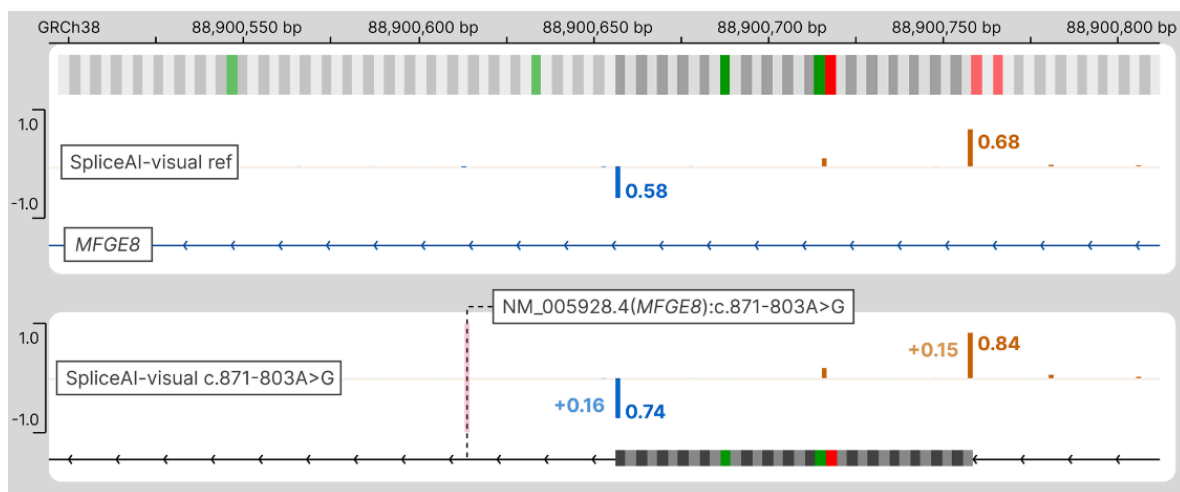 GRCh38 88,900,550 bp 88,900,600 bp 88,900,650 bp 88,900,700 bp 88,900,750 bp 88,900,800 bp
1.0
SpliceAI-visual ref
0.68
0.58
-1.0
MFGE8
NM_005928.4(MFGE8):c.871-803A>G
1.0
+0.15 0.84
SpliceAI-visual c.871-803A>G
+0.16 0.74
-1.0